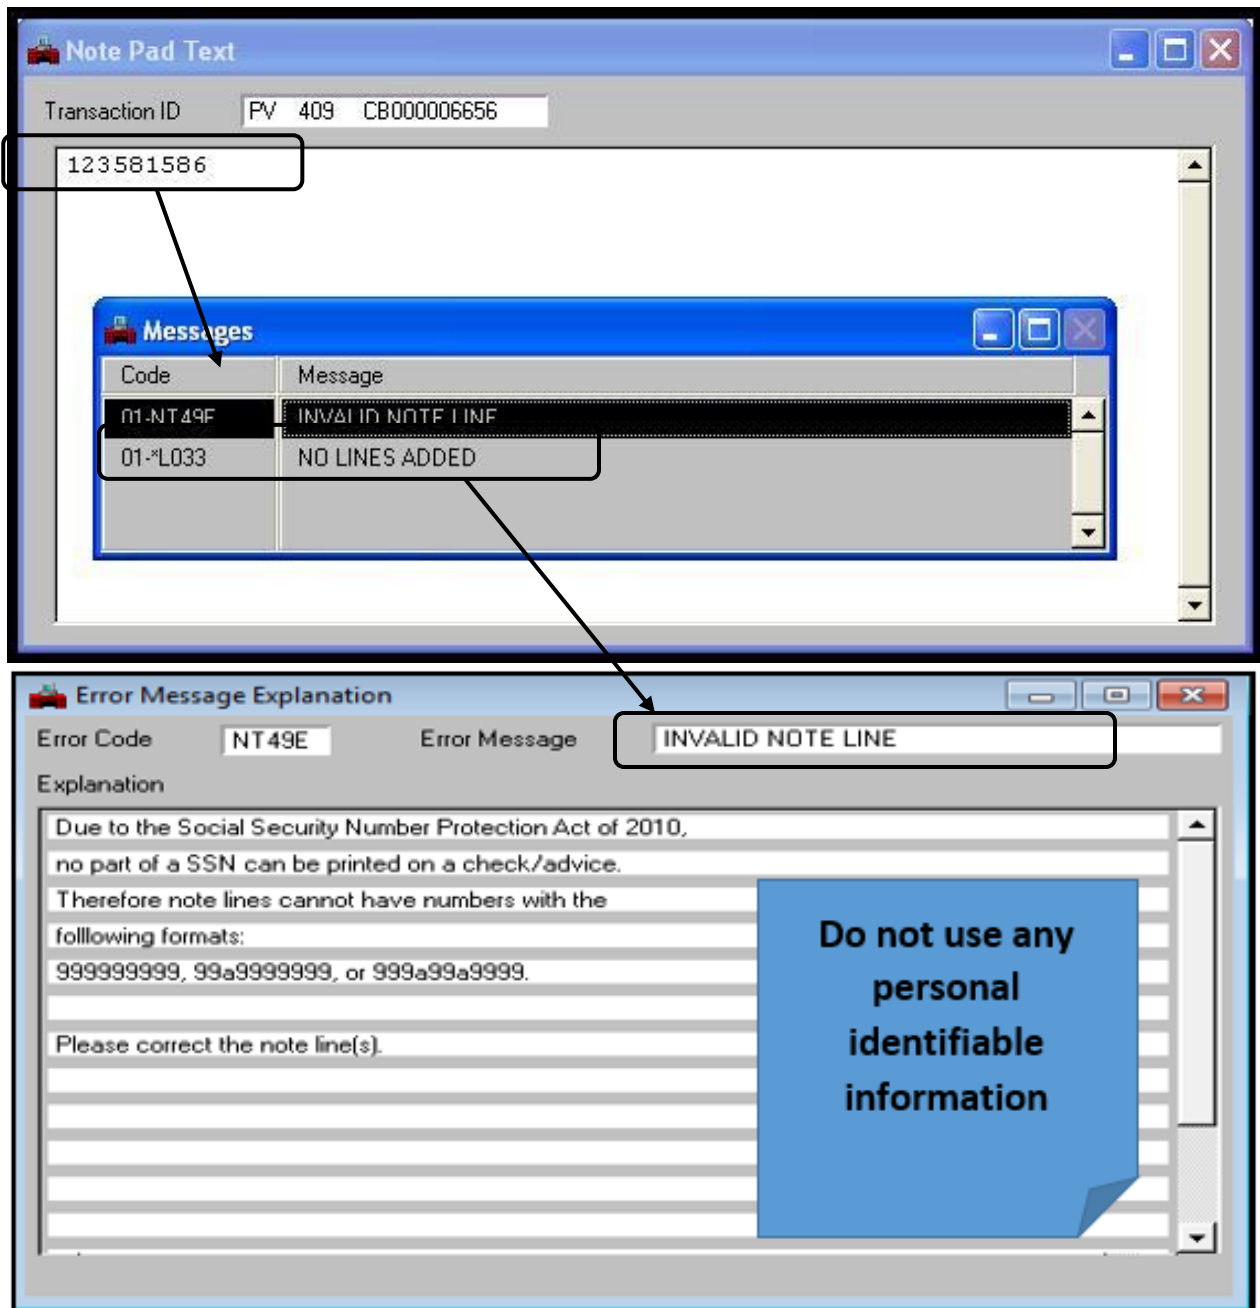 Note Pad Text
Transaction ID PV 409 CB000006656
123581586
Messages
Code Message
01-NT49E INVALID NOTE LINE
01-*L033 NO LINES ADDED
Error Message Explanation
Error Code NT49E Error Message INVALID NOTE LINE
Explanation
Due to the Social Security Number Protection Act of 2010,
no part of a SSN can be printed on a check/advice.
Therefore note lines cannot have numbers with the
folllowing formats:
999999999, 99a9999999, or 999a99a9999.
Please correct the note line(s).
Do not use any
personal
identifiable
information